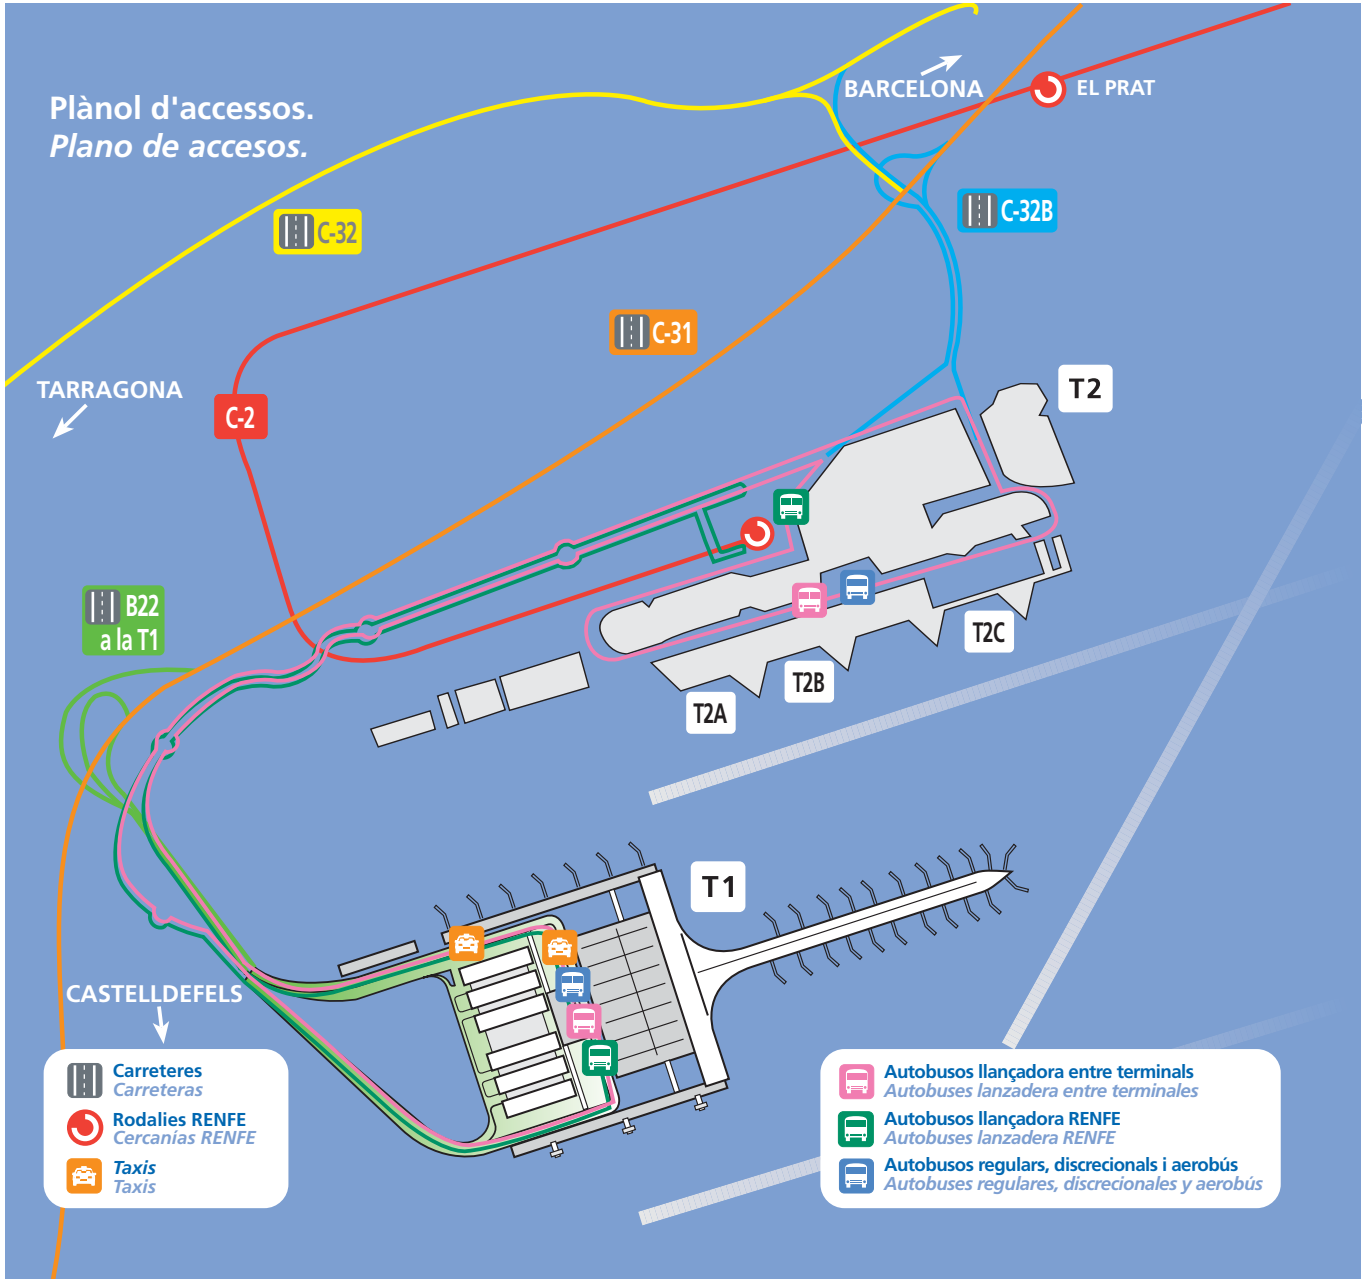 Plànol d'accessos.
Plano de accesos.
BARCELONA
EL PRAT
C-32
C-32B
C-31
TARRAGONA
C-2
T2
B22
a la T1
T2C
T2B
T2A
T1
CASTELLDEFELS
Carreteres
Carreteras
Rodalies RENFE
Cercanías RENFE
Taxis
Taxis
Autobusos llançadora entre terminals
Autobuses lanzadera entre terminales
Autobusos llançadora RENFE
Autobuses lanzadera RENFE
Autobusos regulars, discrecionals i aerobús
Autobuses regulares, discrecionales y aerobús